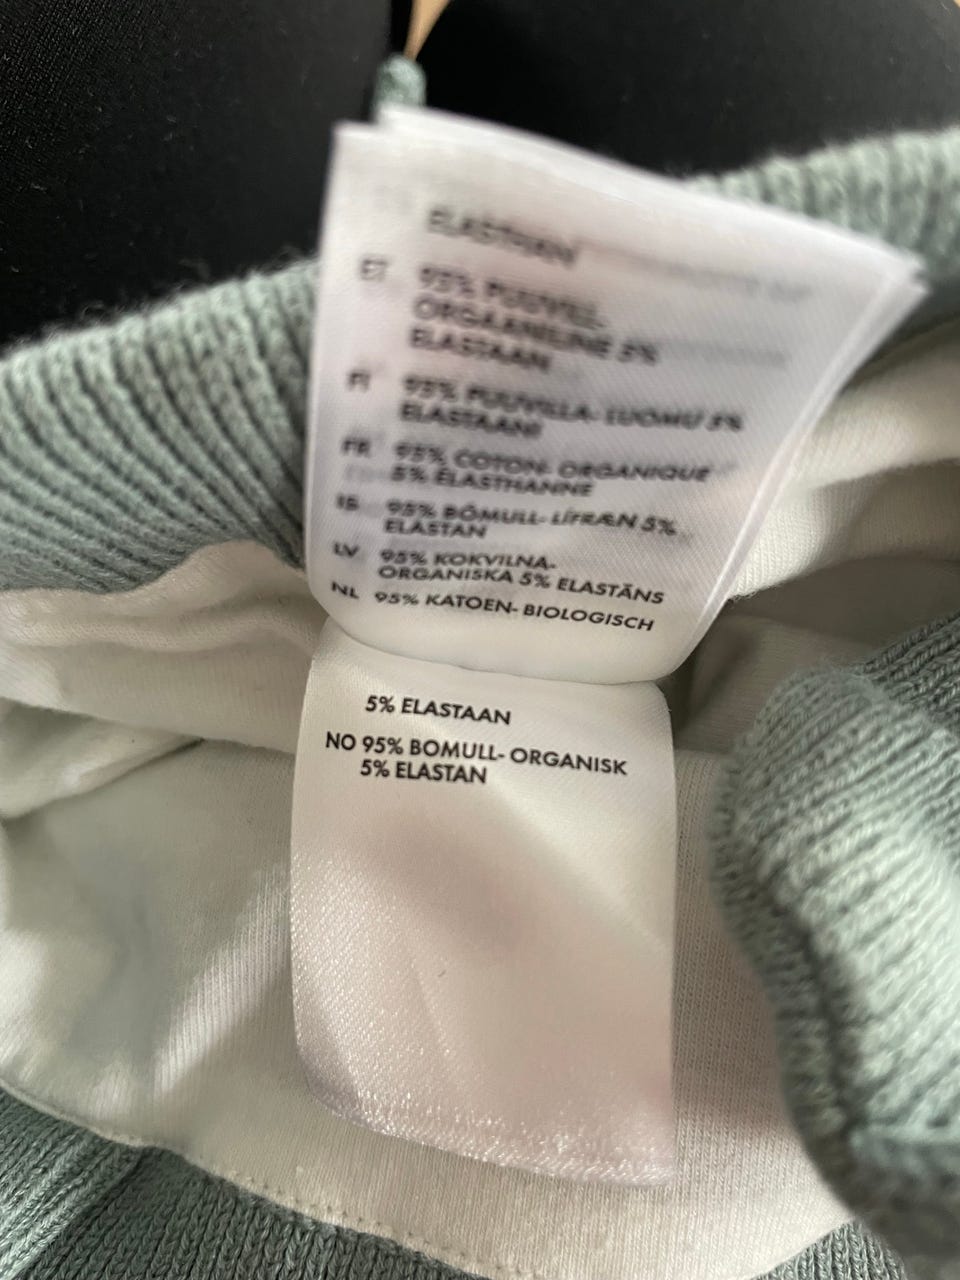 ELASTHAN
ET 95% PUUVILL-
ORGAANILINE 5%
ELASTAAN
FI 95% PUUVILLA- LUOMU 5%
ELASTAANI
FR 95% COTON- ORGANIQUE
5% ÉLASTHANNE
IS 95% BÓMULL- LÍFRÆN 5%
ELASTAN
LV 95% KOKVILNA-
ORGANISKA 5% ELASTĀNS
NL 95% KATOEN- BIOLOGISCH
5% ELASTAAN
NO 95% BOMULL- ORGANISK
5% ELASTAN